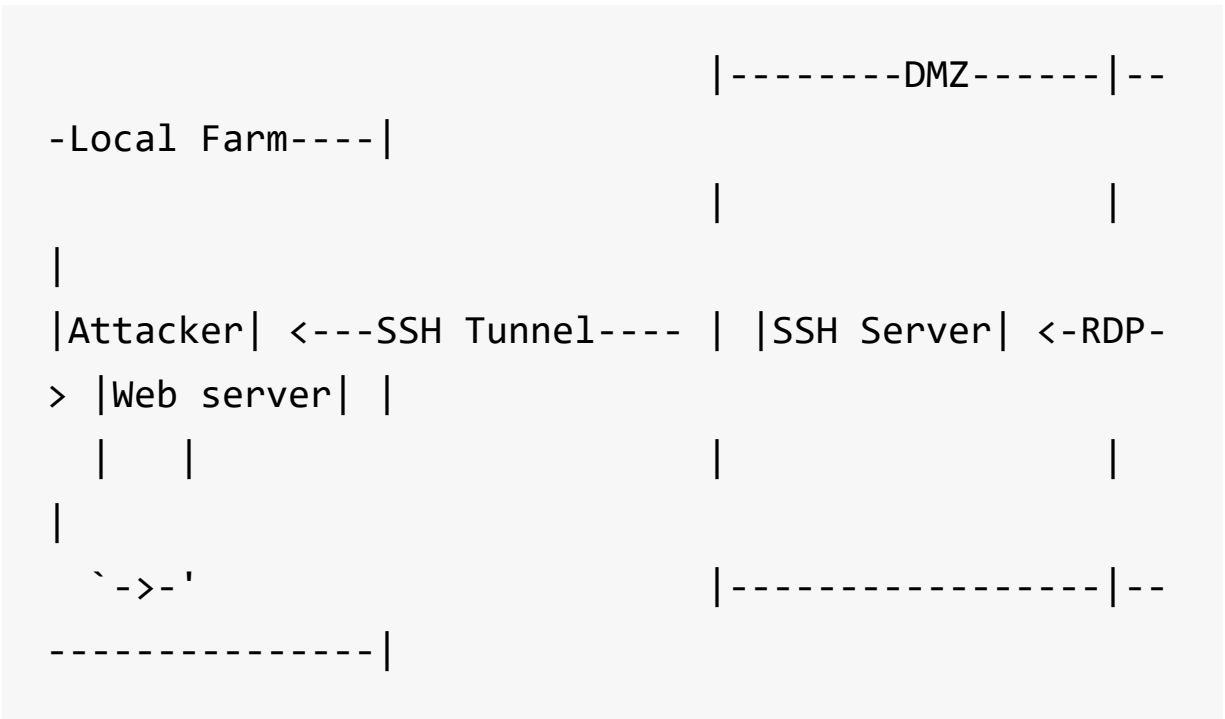 |--------DMZ------|--
-Local Farm----|
                         |                 |
|
|Attacker| <---SSH Tunnel---- | |SSH Server| <-RDP-
> |Web server| |
  |   |                   |                 |
|
  `->-'                   |-----------------|--
---------------|